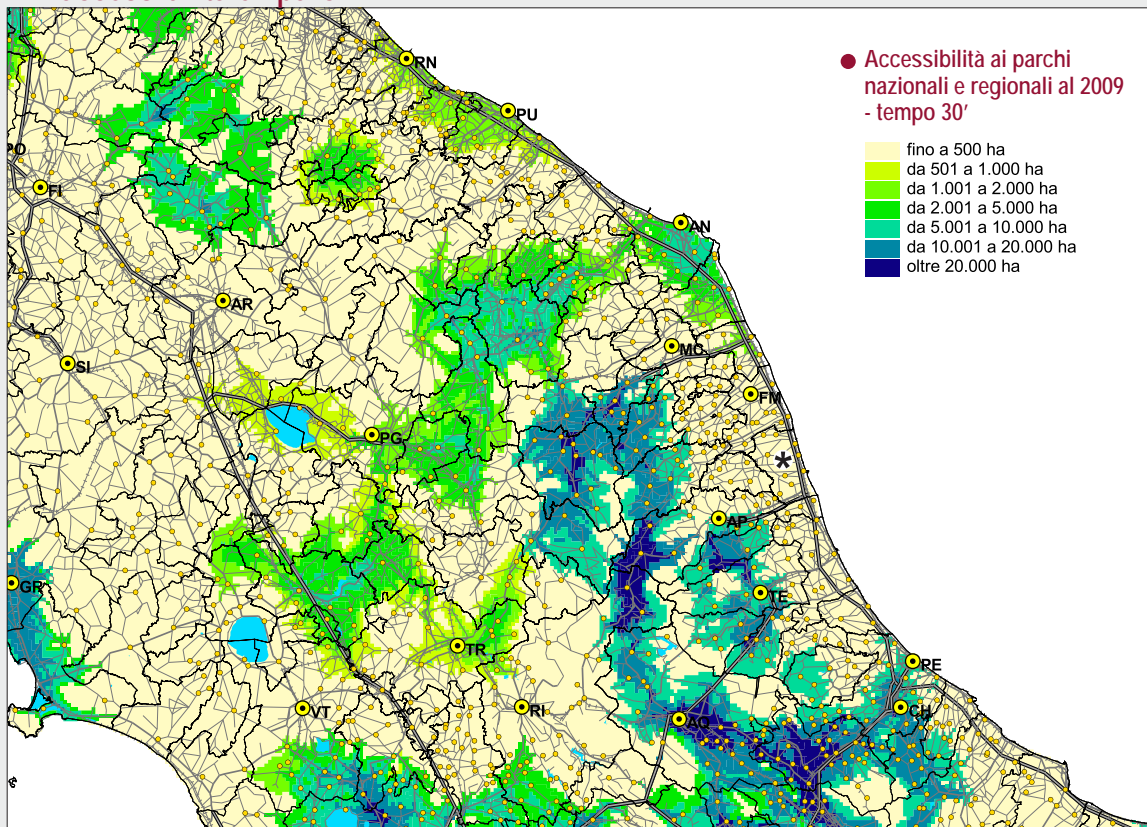 RN
PU
Accessibilità ai parchi
nazionali e regionali al 2009
- tempo 30'
fino a 500 ha
da 501 a 1.000 ha
da 1.001 a 2.000 ha
da 2.001 a 5.000 ha
da 5.001 a 10.000 ha
da 10.001 a 20.000 ha
oltre 20.000 ha
PO
FI
AN
AR
MC
SI
FM
PG
*
AP
GR
TE
TR
PE
VT
RI
AQ
CH